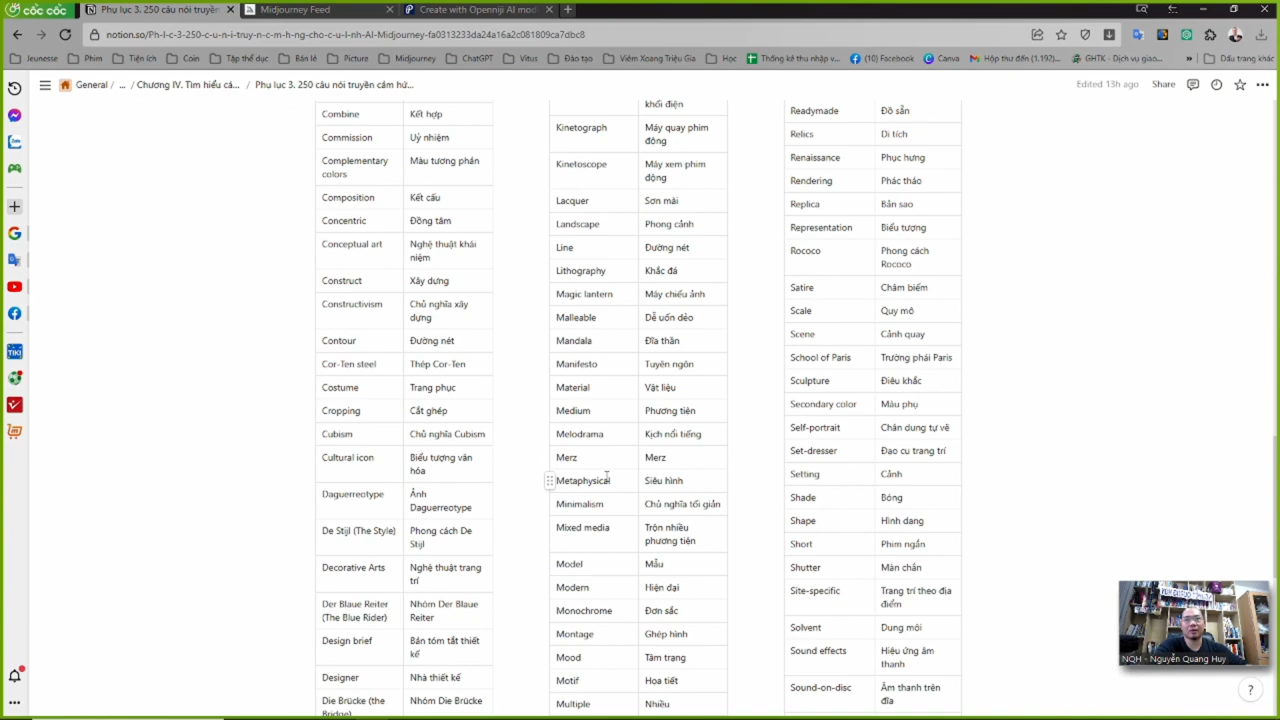 cốc cốc
Phụ lục 3. 250 câu nói truyền
Midjourney Feed
Create with Openniji AI mod
notion.so/Ph-l-c-3-250-c-u-n-i-truy-n-c-m-h-ng-cho-c-u-l-nh-AI-Midjourney-fa0313233da24a16a2c081809ca7dbc8
Jeunesse
Phim
Tiện ích
Coin
Tập thể dục
Bán lẻ
Picture
Midjourney
ChatGPT
Vitus
Đào tạo
Viêm Xoang Triệu Gia
Học
Thống kê thu nhập v...
(10) Facebook
Canva
Hộp thư đến (1.192)...
GHTK - Dịch vụ giao...
Dấu trang khác
General /
... /
Chương IV. Tìm hiểu cá... /
Phụ lục 3. 250 câu nói truyền cảm hứ...
Edited 13h ago
Share
Combine
Kết hợp
Commission
Uỷ nhiệm
Complementary
colors
Màu tương phản
Composition
Kết cấu
Concentric
Đồng tâm
Conceptual art
Nghệ thuật khái
niệm
Construct
Xây dựng
Constructivism
Chủ nghĩa xây
dựng
Contour
Đường nét
Cor-Ten steel
Thép Cor-Ten
Costume
Trang phục
Cropping
Cắt ghép
Cubism
Chủ nghĩa Cubism
Cultural icon
Biểu tượng văn
hóa
Daguerreotype
Ảnh
Daguerreotype
De Stijl (The Style)
Phong cách De
Stijl
Decorative Arts
Nghệ thuật trang
trí
Der Blaue Reiter
(The Blue Rider)
Nhóm Der Blaue
Reiter
Design brief
Bản tóm tắt thiết
kế
Designer
Nhà thiết kế
Die Brücke (the
Bridge)
Nhóm Die Brücke
khối điện
Kinetograph
Máy quay phim
động
Kinetoscope
Máy xem phim
động
Lacquer
Sơn mài
Landscape
Phong cảnh
Line
Đường nét
Lithography
Khắc đá
Magic lantern
Máy chiếu ảnh
Malleable
Dễ uốn dẻo
Mandala
Đĩa thần
Manifesto
Tuyên ngôn
Material
Vật liệu
Medium
Phương tiện
Melodrama
Kịch nổi tiếng
Merz
Merz
Metaphysical
Siêu hình
Minimalism
Chủ nghĩa tối giản
Mixed media
Trộn nhiều
phương tiện
Model
Mẫu
Modern
Hiện đại
Monochrome
Đơn sắc
Montage
Ghép hình
Mood
Tâm trạng
Motif
Hoạ tiết
Multiple
Nhiều
Readymade
Đồ sẵn
Relics
Di tích
Renaissance
Phục hưng
Rendering
Phác thảo
Replica
Bản sao
Representation
Biểu tượng
Rococo
Phong cách
Rococo
Satire
Châm biếm
Scale
Quy mô
Scene
Cảnh quay
School of Paris
Trường phái Paris
Sculpture
Điêu khắc
Secondary color
Màu phụ
Self-portrait
Chân dung tự vẽ
Set-dresser
Đạo cụ trang trí
Setting
Cảnh
Shade
Bóng
Shape
Hình dạng
Short
Phim ngắn
Shutter
Màn chắn
Site-specific
Trang trí theo địa
điểm
Solvent
Dung môi
Sound effects
Hiệu ứng âm
thanh
Sound-on-disc
Âm thanh trên
đĩa
NQH - Nguyễn Quang Huy
?